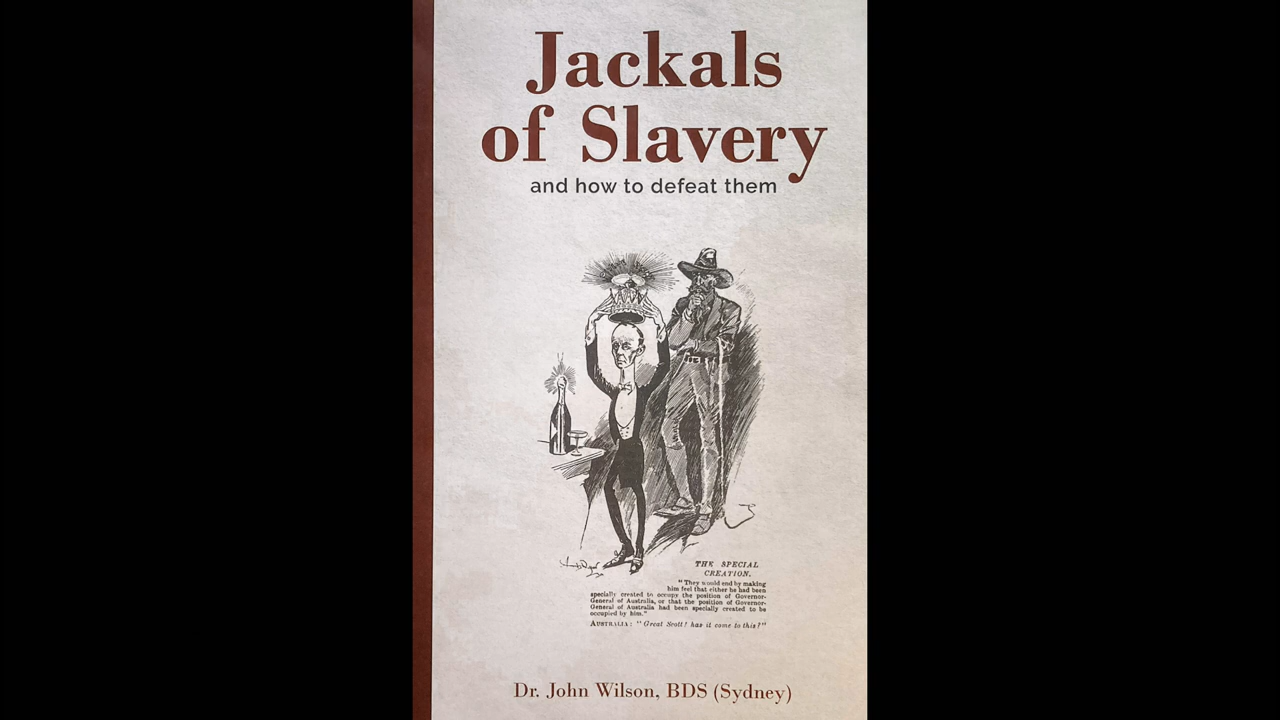 Jackals
of Slavery
and how to defeat them
THE SPECIAL
CREATION.
"They would end by making
him feel that either he had been
specially created to occupy the position of Governor-
General of Australia, or that the position of Governor-
General of Australia had been specially created to be
occupied by him."
AUSTRALIA: "Great Scott! has it come to this?"
Dr. John Wilson, BDS (Sydney)